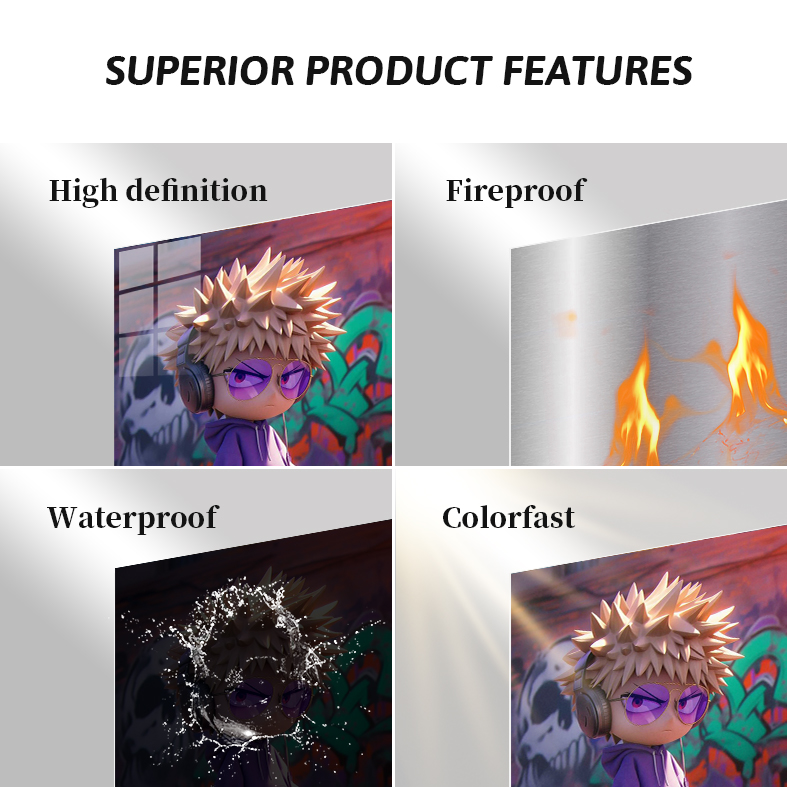 SUPERIOR PRODUCT FEATURES
High definition
Fireproof
Waterproof
Colorfast